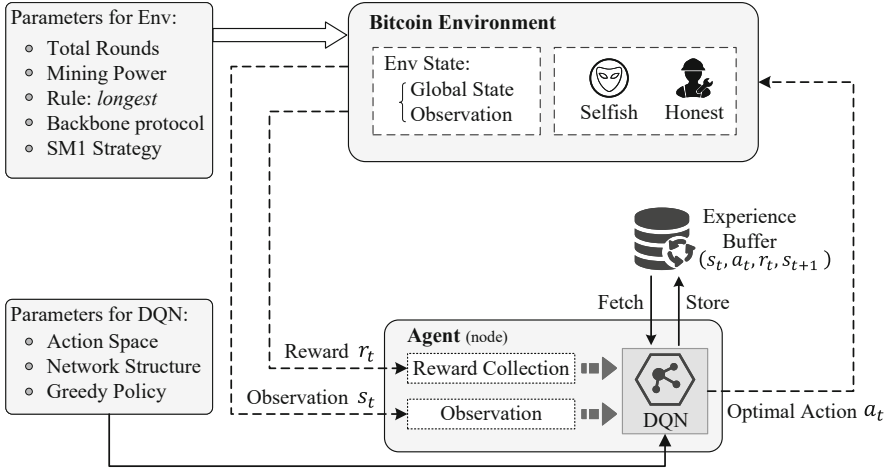 Parameters for Env:
Total Rounds
Mining Power
Rule: longest
Backbone protocol
SM1 Strategy
Bitcoin Environment
Env State:
Global State
Observation
Selfish
Honest
Experience
Buffer
(s_t, a_t, r_t, s_{t+1})
Fetch
Store
Parameters for DQN:
Action Space
Network Structure
Greedy Policy
Agent (node)
Reward r_t
Reward Collection
Observation s_t
Observation
DQN
Optimal Action a_t